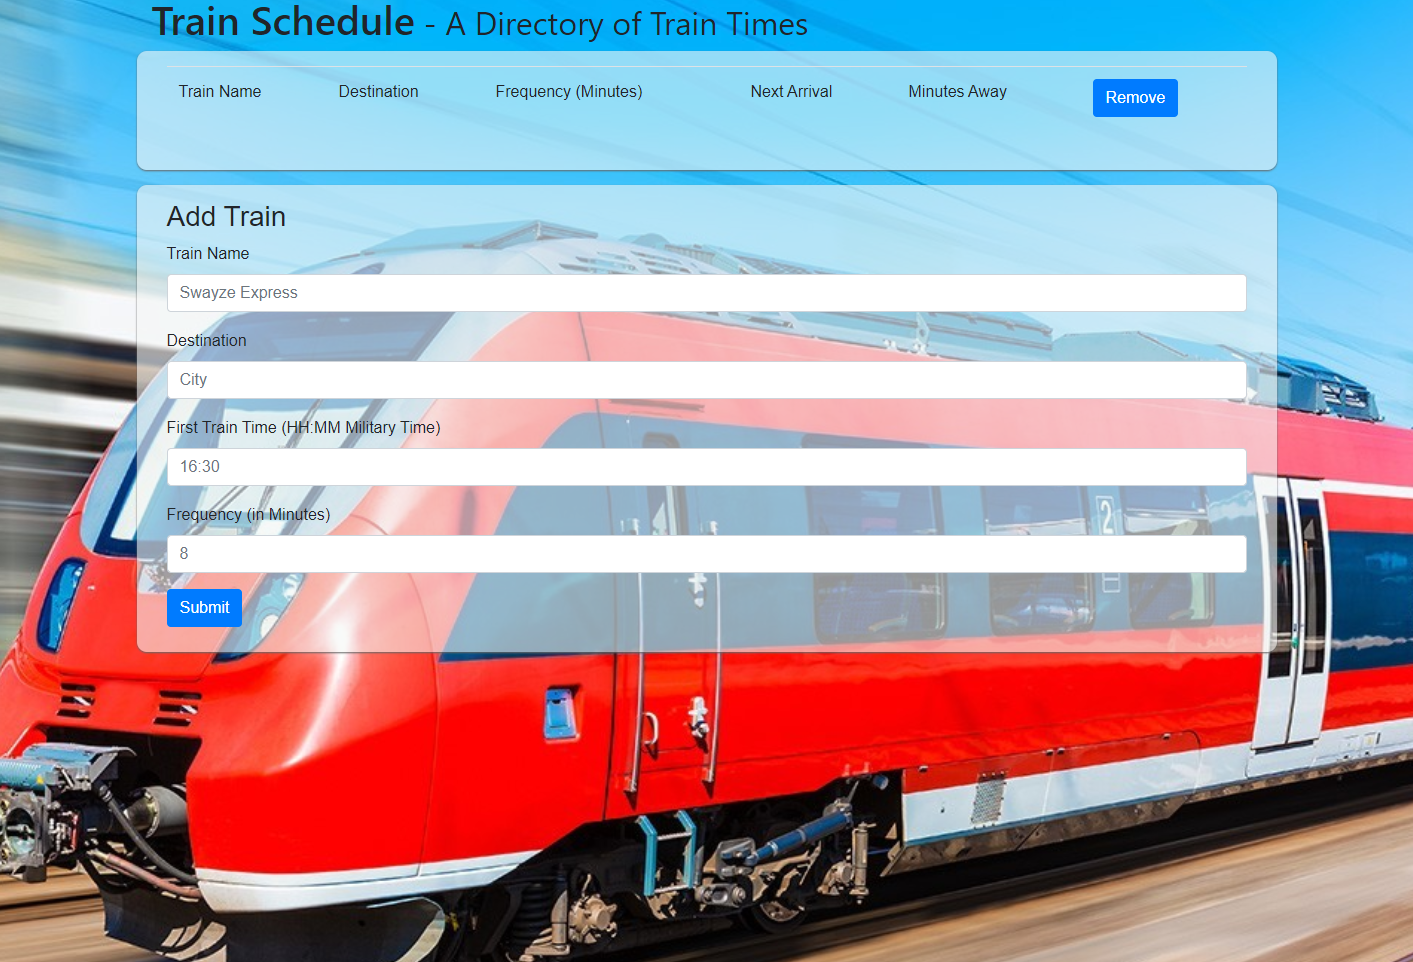 Train Schedule - A Directory of Train Times
Train Name Destination Frequency (Minutes) Next Arrival Minutes Away Remove
Add Train
Train Name
Swayze Express
Destination
City
First Train Time (HH:MM Military Time)
16:30
Frequency (in Minutes)
2
8
Submit